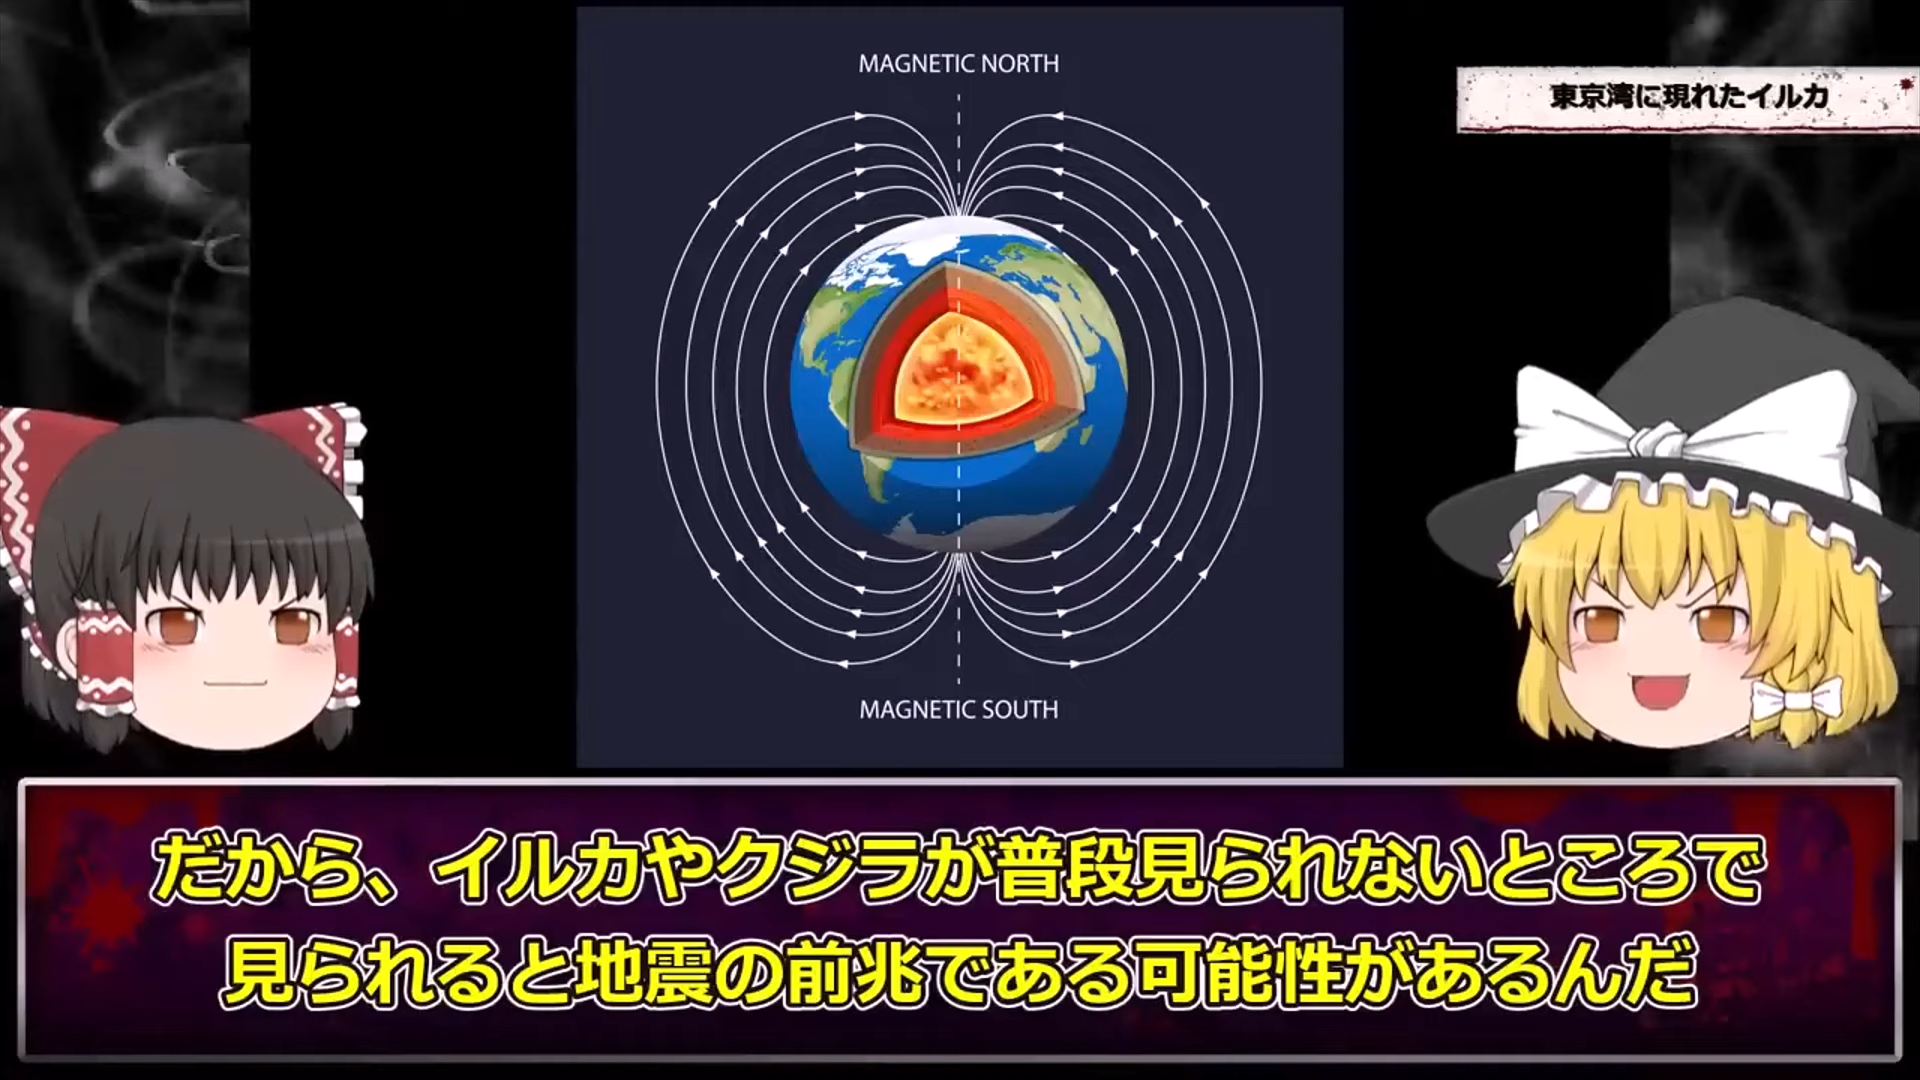 MAGNETIC NORTH
東京湾に現れたイルカ
MAGNETIC SOUTH
だから、イルカやクジラが普段見られないところで
見られると地震の前兆である可能性があるんだ